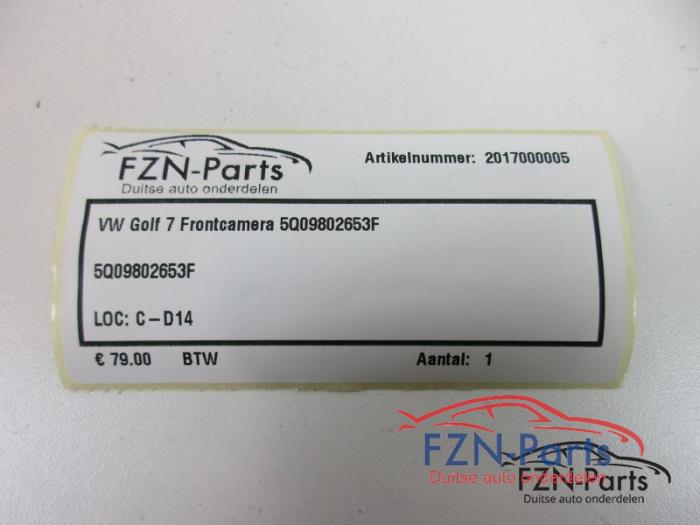 FZN-Parts
Duitse auto onderdelen
Artikelnummer: 2017000005
VW Golf 7 Frontcamera 5Q09802653F
5Q09802653F
LOC: C-D14
€ 79.00 BTW Aantal: 1
FZN-Parts
Duitse auto onderdelen
FZN-Parts
Duitse auto onderdelen